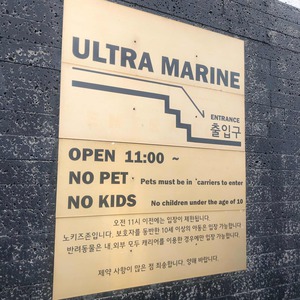 ULTRA MARINE
ENTRANCE
출입구
OPEN 11:00 ~
NO PET Pets must be in carriers to enter
NO KIDS No children under the age of 10
오전 11시 이전에는 입장이 제한됩니다.
노키즈존입니다. 보호자를 동반한 10세 이상의 아동은 입장 가능합니다
반려동물은 내,외부 모두 캐리어를 이용한 경우에만 입장 가능합니다
제약 사항이 많은 점 죄송합니다. 양해 바랍니다.